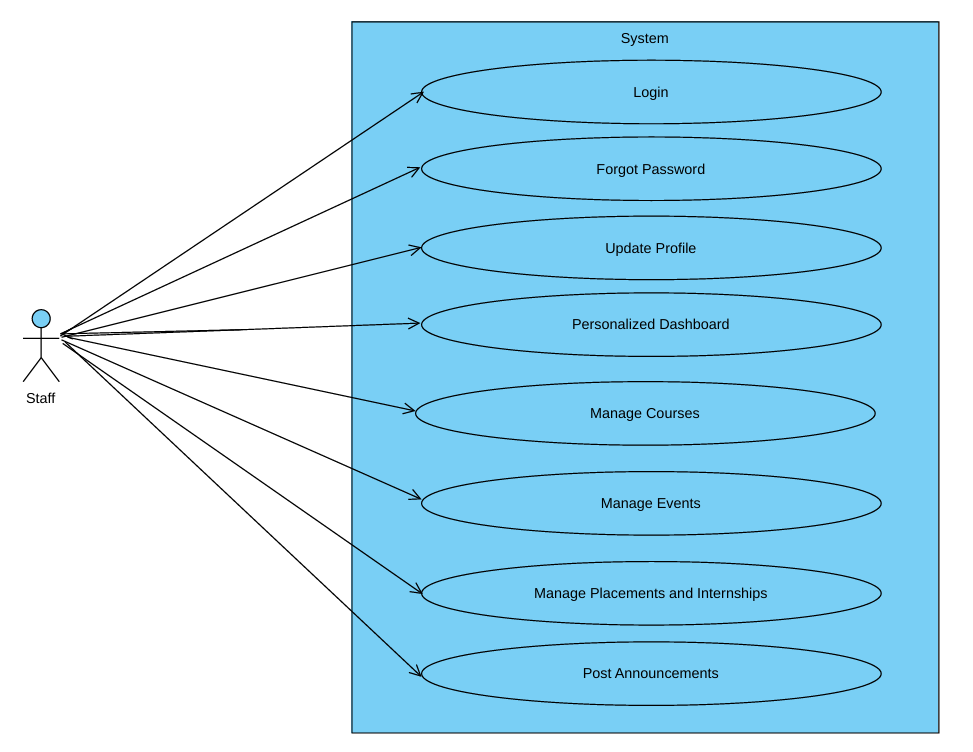 System
Login
Forgot Password
Update Profile
Personalized Dashboard
Staff
Manage Courses
Manage Events
Manage Placements and Internships
Post Announcements